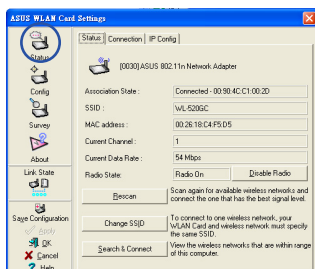 ASUS WLAN Card Settings
Status
Config
Survey
About
Link State
Save Configuration
Apply
OK
Cancel
Help
Status Connection IP Config
[0030] ASUS 802.11n Network Adapter
Association State : Connected - 00:90:4C:C1:00:2D
SSID : WL-520GC
MAC address : 00:26:18:C4:F5:D5
Current Channel : 1
Current Data Rate : 54 Mbps
Radio State: Radio On Disable Radio
Rescan
Scan again for available wireless networks and
connect the one that has the best signal level.
Change SSID
To connect to one wireless network, your
WLAN Card and wireless network must specify
the same SSID.
Search & Connect
View the wireless networks that are within range
of this computer.